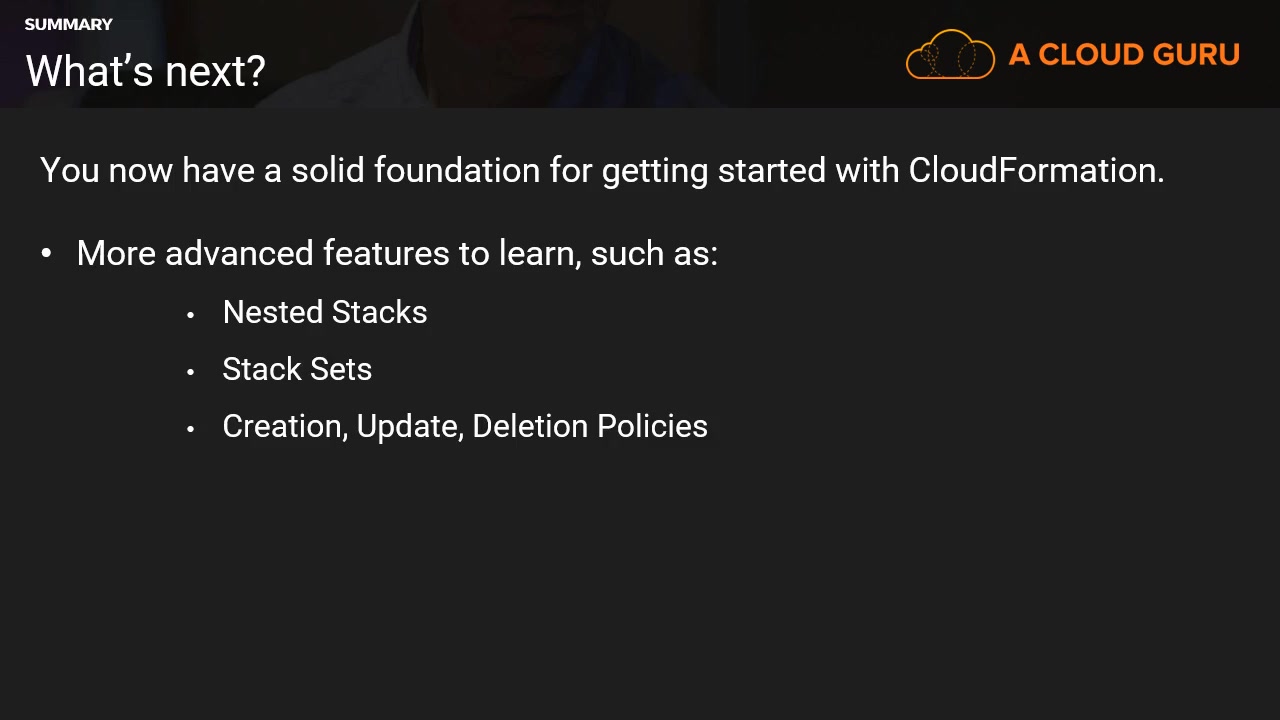 SUMMARY
What’s next?
A CLOUD GURU
You now have a solid foundation for getting started with CloudFormation.
• More advanced features to learn, such as:
• Nested Stacks
• Stack Sets
• Creation, Update, Deletion Policies